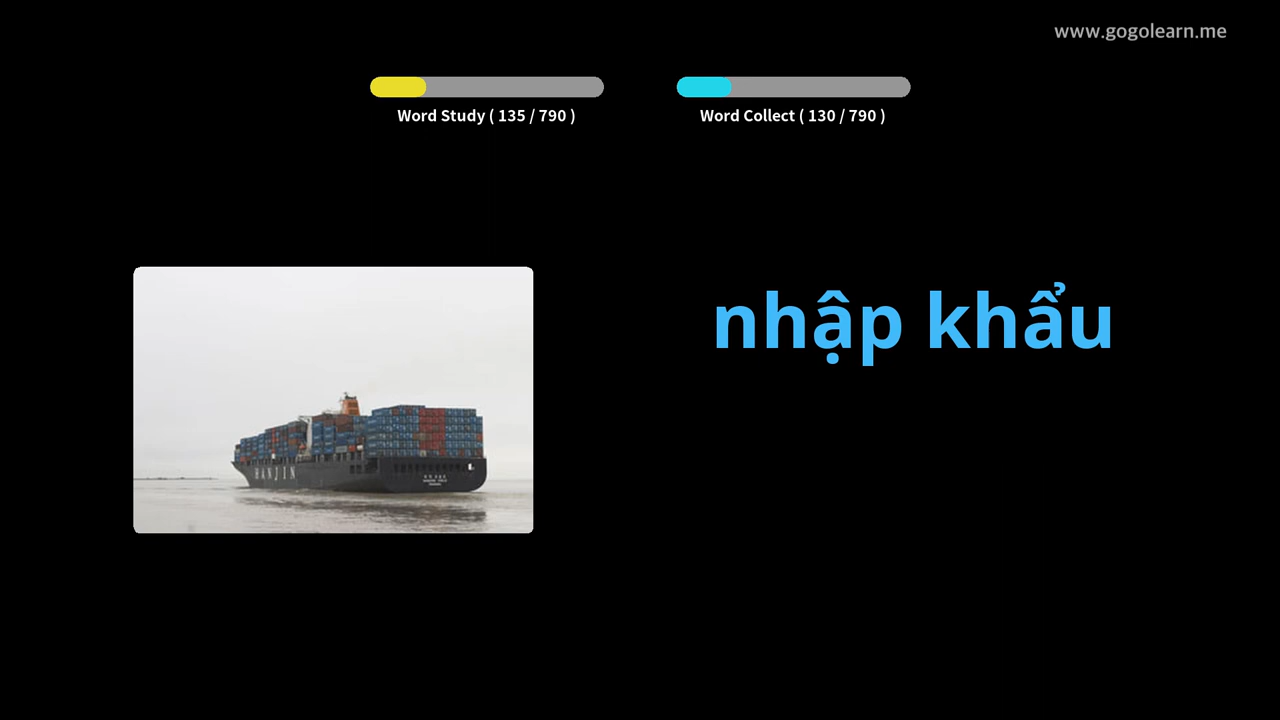 www.gogolearn.me
Word Study ( 135 / 790 )
Word Collect ( 130 / 790 )
nhập khẩu
HANJIN